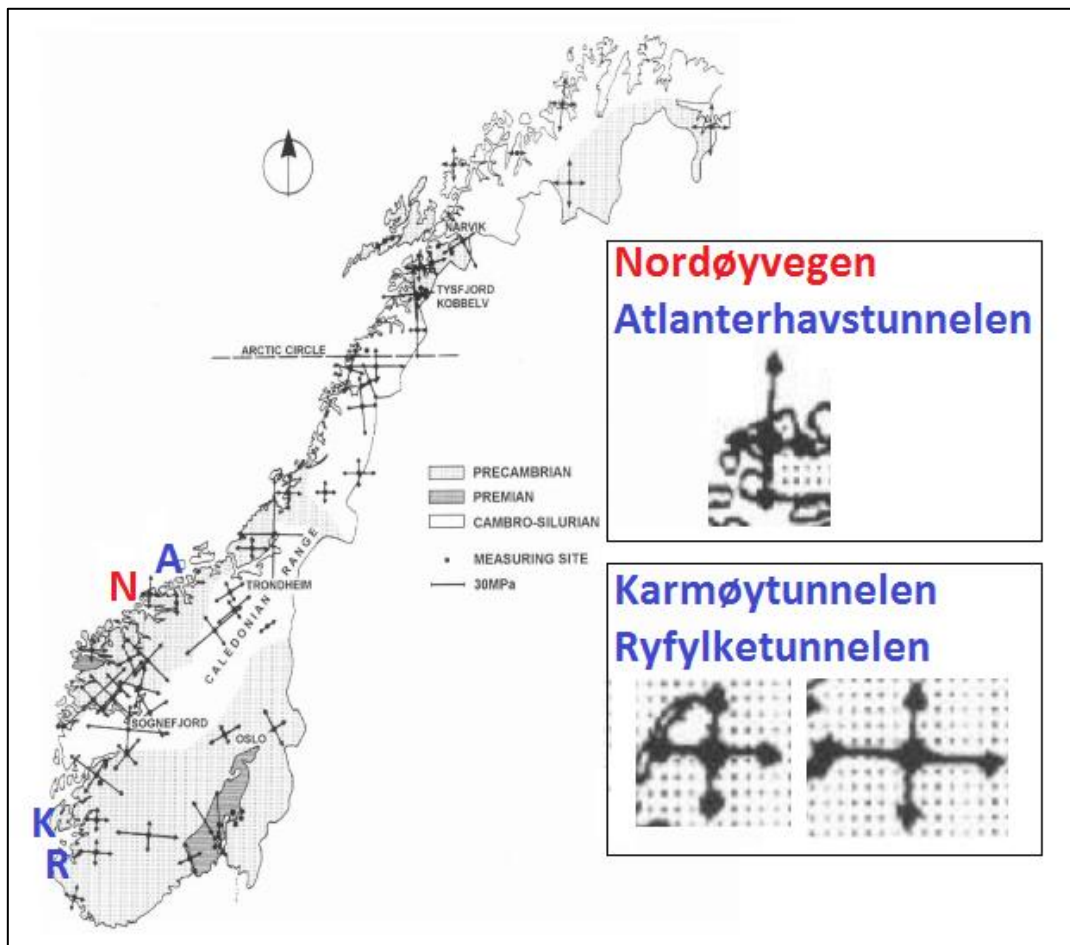 NARVIK
TYSFJORD
KOBBELV
ARCTIC CIRCLE
PRECAMBRIAN
PREMIAN
CAMBRO-SILURIAN
MEASURING SITE
30MPa
A
N
TRONDHEIM
CALEDONIAN RANGE
SOGNEFJORD
OSLO
K
R
Nordøyvegen
Atlanterhavstunnelen
Karmøytunnelen
Ryfylketunnelen